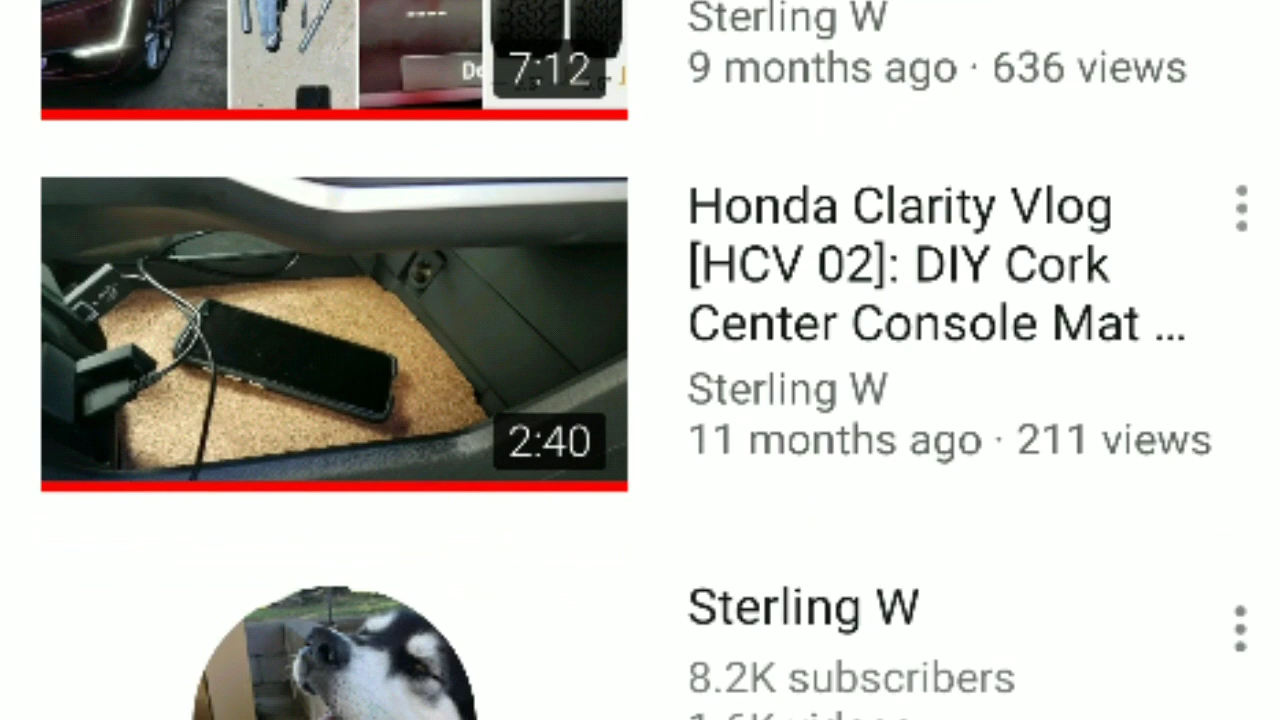 Sterling W
7:12
9 months ago · 636 views
Honda Clarity Vlog
[HCV 02]: DIY Cork
Center Console Mat ...
Sterling W
2:40
11 months ago · 211 views
Sterling W
8.2K subscribers